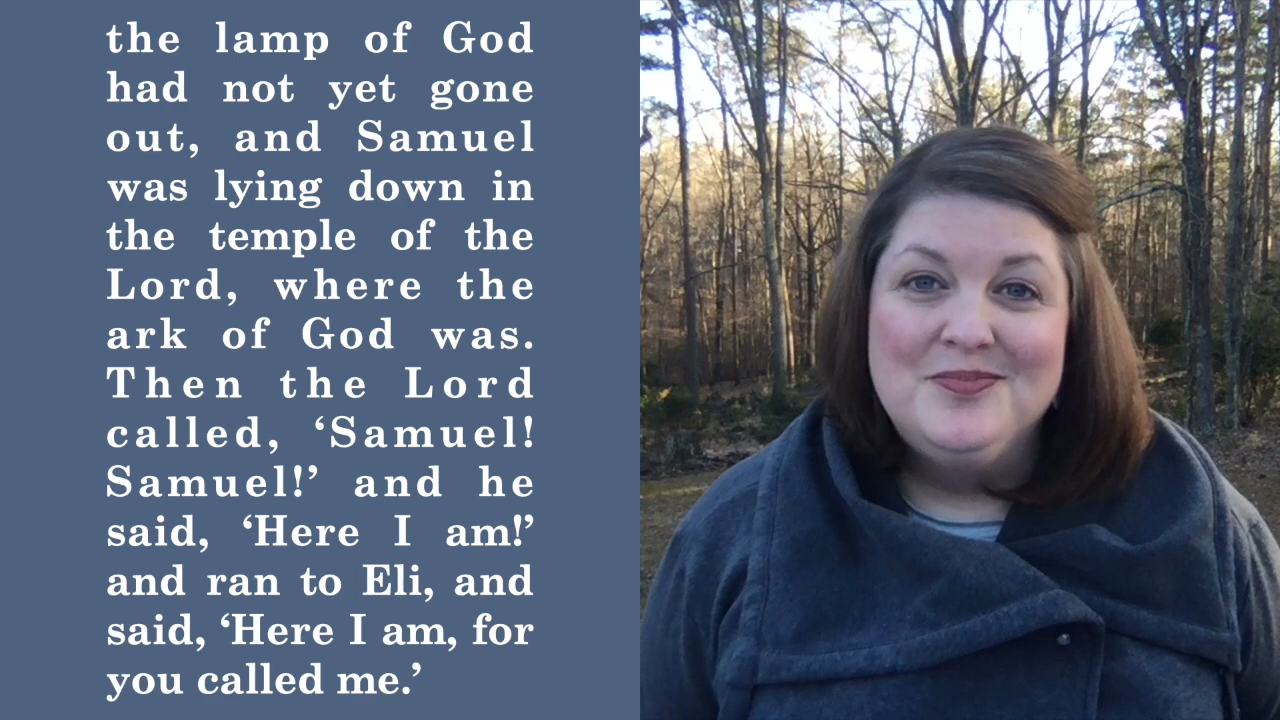 the lamp of God
had not yet gone
out, and Samuel
was lying down in
the temple of the
Lord, where the
ark of God was.
Then the Lord
called, ‘Samuel!
Samuel!’ and he
said, ‘Here I am!’
and ran to Eli, and
said, ‘Here I am, for
you called me.’